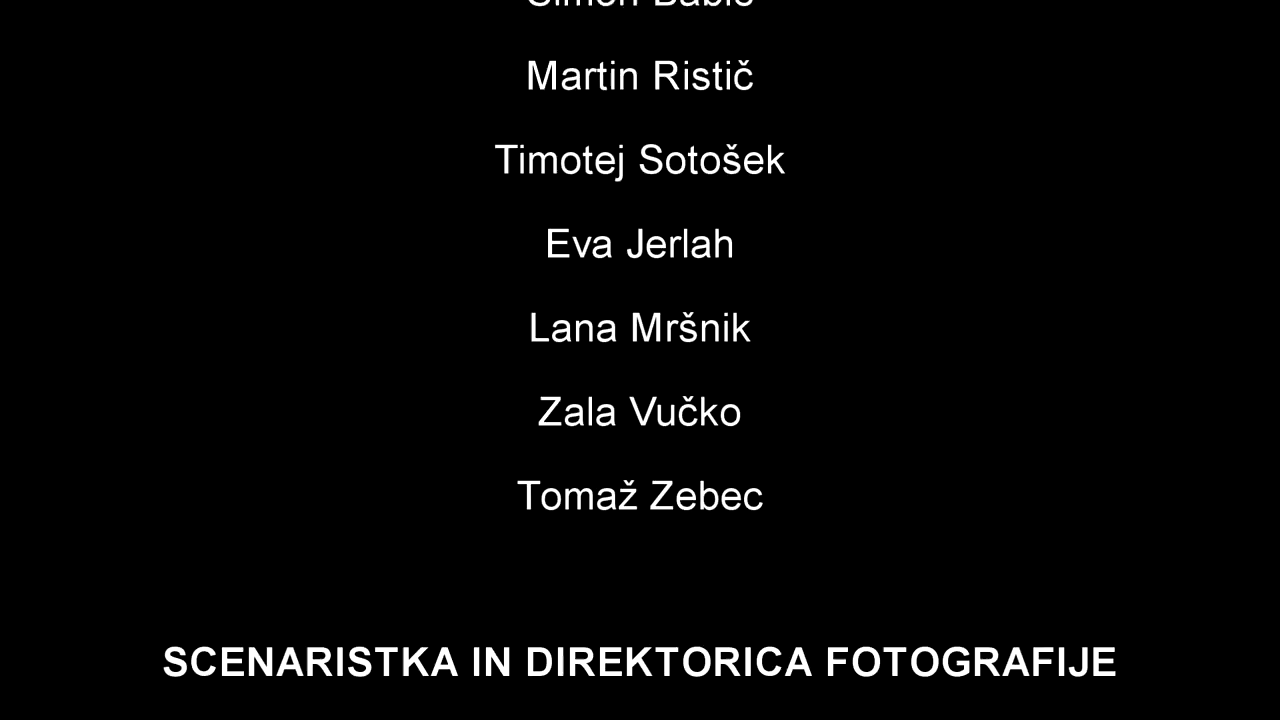 Martin Ristič
Timotej Sotošek
Eva Jerlah
Lana Mršnik
Zala Vučko
Tomaž Zebec
SCENARISTKA IN DIREKTORICA FOTOGRAFIJE